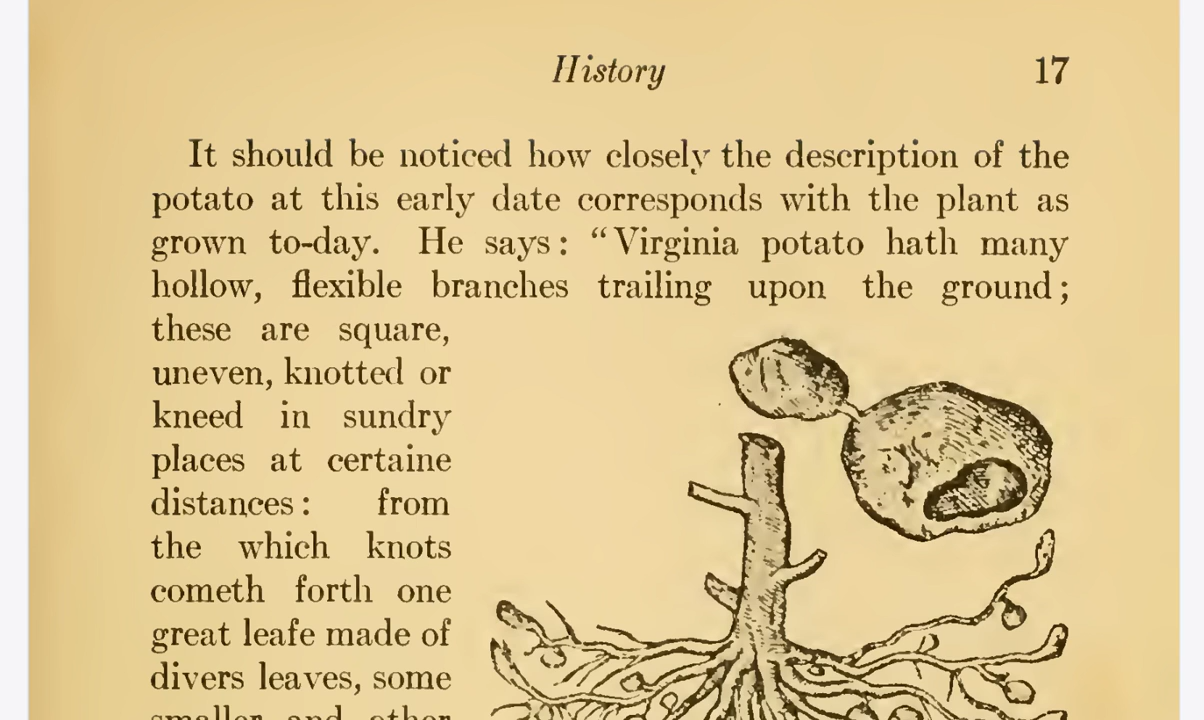 History
17
It should be noticed how closely the description of the
potato at this early date corresponds with the plant as
grown to-day. He says: “Virginia potato hath many
hollow, flexible branches trailing upon the ground;
these are square,
uneven, knotted or
kneed in sundry
places at certaine
distances: from
the which knots
cometh forth one
great leafe made of
divers leaves, some
smaller and other